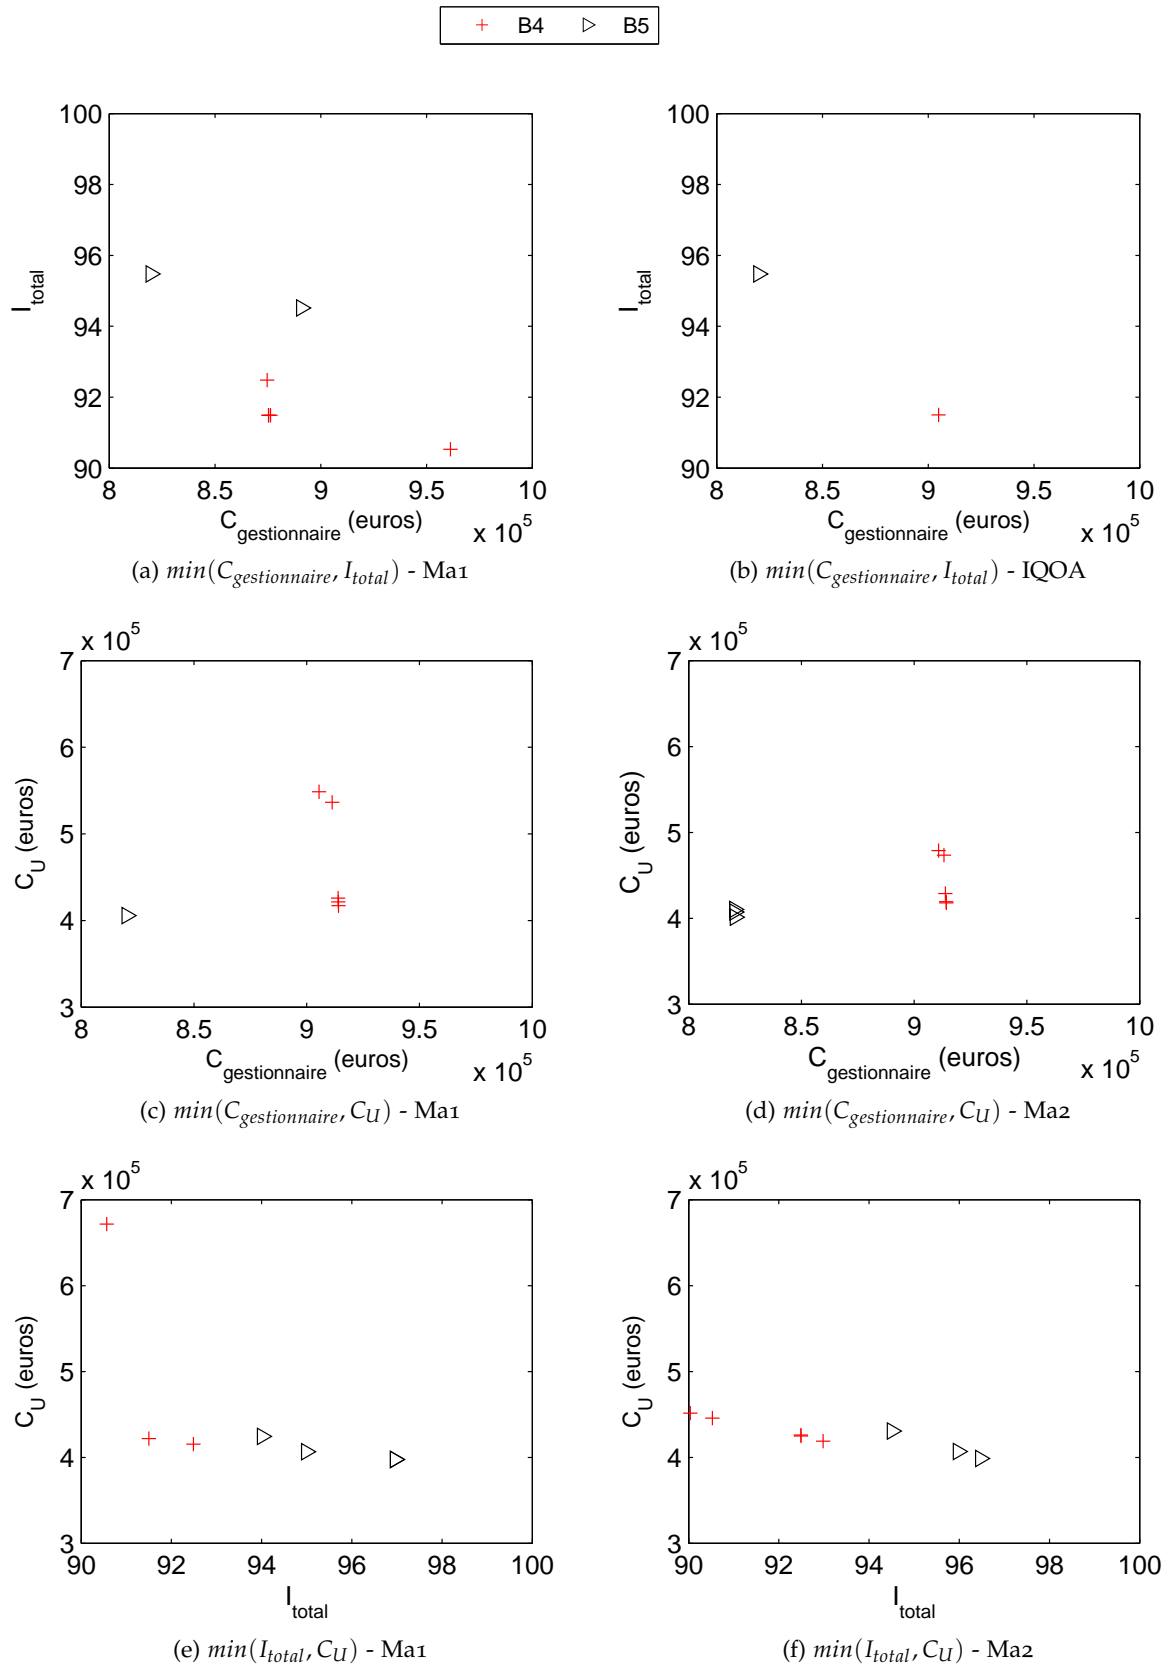 B4 B5
100 100
98 98
96 96
94 94
92 92
90 90
I_total I_total
8 8.5 9 9.5 10 8 8.5 9 9.5 10
C_gestionnaire (euros) x 10^5 C_gestionnaire (euros) x 10^5
(a) min(C_gestionnaire, I_total) - Ma1 (b) min(C_gestionnaire, I_total) - IQOA
x 10^5 x 10^5
7 7
6 6
5 5
4 4
3 3
C_U (euros) C_U (euros)
8 8.5 9 9.5 10 8 8.5 9 9.5 10
C_gestionnaire (euros) x 10^5 C_gestionnaire (euros) x 10^5
(c) min(C_gestionnaire, C_U) - Ma1 (d) min(C_gestionnaire, C_U) - Ma2
x 10^5 x 10^5
7 7
6 6
5 5
4 4
3 3
C_U (euros) C_U (euros)
90 92 94 96 98 100 90 92 94 96 98 100
I_total I_total
(e) min(I_total, C_U) - Ma1 (f) min(I_total, C_U) - Ma2